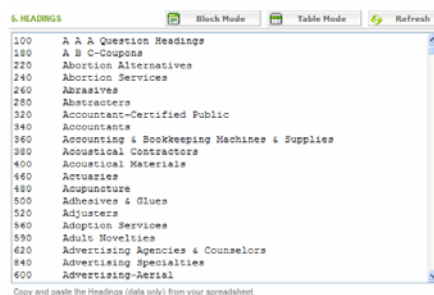 5. HEADINGS Block Mode Table Mode Refresh
100 A A A Question Headings
180 A B C-Coupons
220 Abortion Alternatives
240 Abortion Services
260 Abrasives
280 Abstracters
320 Accountant-Certified Public
340 Accountants
360 Accounting & Bookkeeping Machines & Supplies
380 Acoustical Contractors
400 Acoustical Materials
460 Actuaries
480 Acupuncture
500 Adhesives & Glues
520 Adjusters
560 Adoption Services
590 Adult Novelties
620 Advertising Agencies & Counselors
840 Advertising Specialties
600 Advertising-Aerial
Copy and paste the Headings (data only) from your spreadsheet.